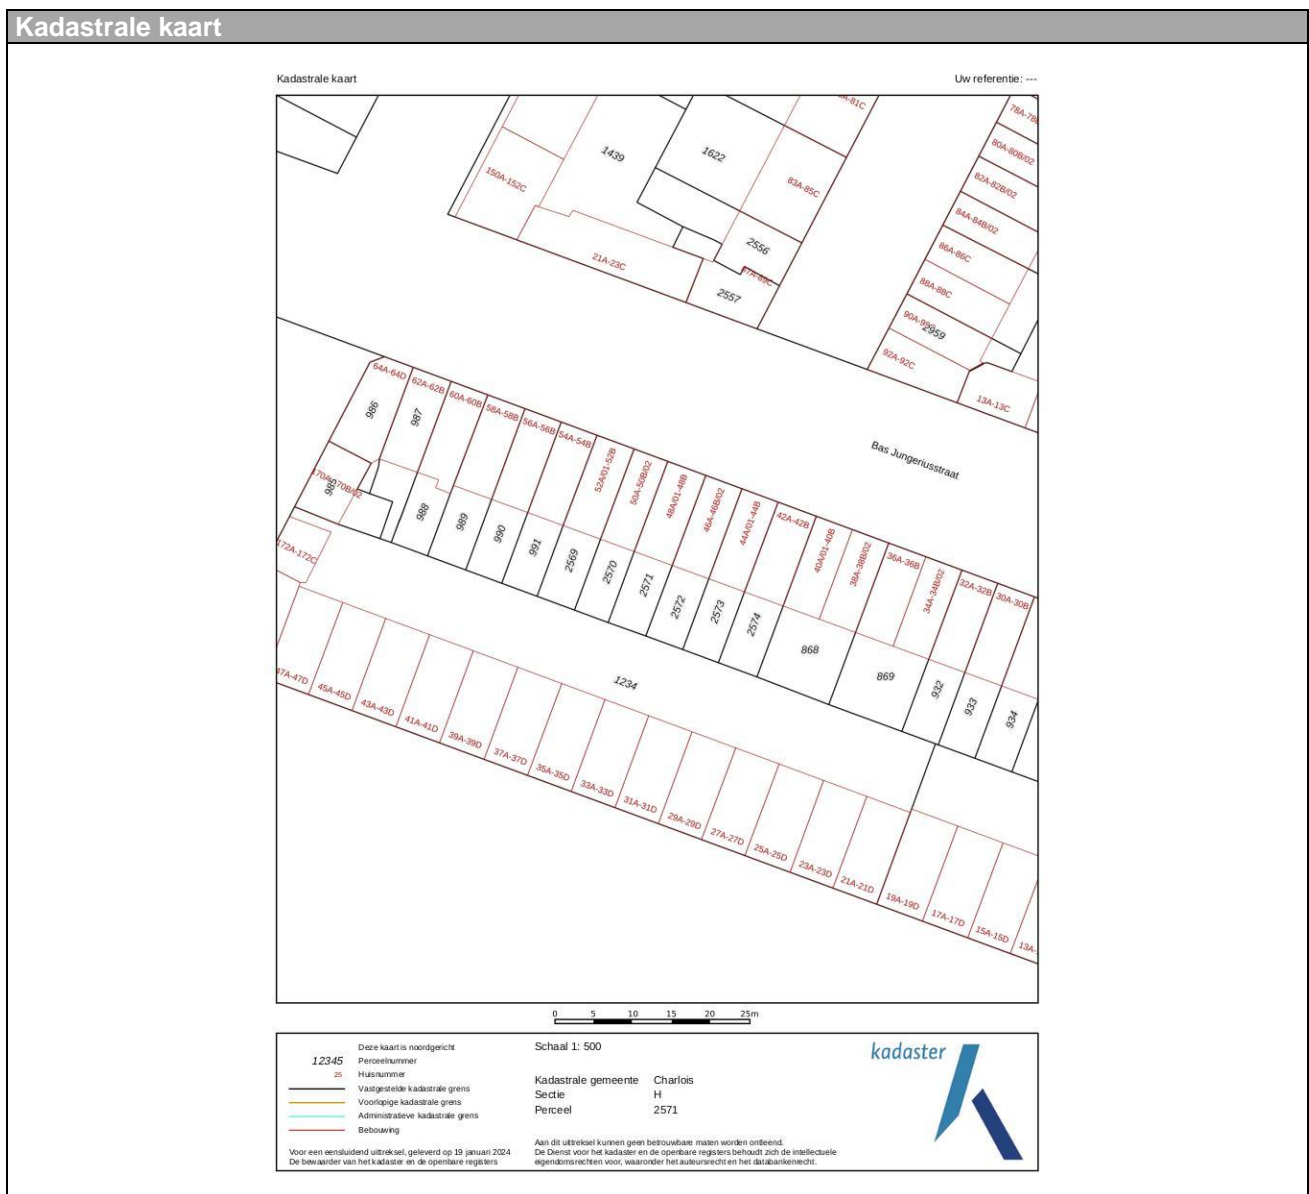 Kadastrale kaart
Kadastrale kaart
Uw referentie: ---
150A-152C
1439
1622
83A-85C
2556
21A-23C
2557
80A-80B/02
82A-82B/02
84A-84B/02
86A-86C
88A-88C
2959
92A-92C
13A-13C
Bas Jungeriusstraat
64A-64D
62A-62B
60A-60B
58A-58B
56A-56B
54A-54B
52A/01-52B
50A-50B/02
48A/01-48B
46A-46B/02
44A/01-44B
42A-42B
40A/01-40B
38A-38B/02
36A-36B
34A-34B/02
32A-32B
30A-30B
986
987
988
989
990
991
2569
2570
2571
2572
2573
2574
868
869
932
933
934
172A-172C
1234
47A-47D
45A-45D
43A-43D
41A-41D
39A-39D
37A-37D
35A-35D
33A-33D
31A-31D
29A-29D
27A-27D
25A-25D
23A-23D
21A-21D
19A-19D
17A-17D
15A-15D
0 5 10 15 20 25m
Deze kaart is noordgericht
12345 Perceelnummer
25 Huisnummer
Vastgestelde kadastrale grens
Voorlopige kadastrale grens
Administratieve kadastrale grens
Bebouwing
Voor een eensluidend uittreksel, geleverd op 19 januari 2024
De bewaarder van het kadaster en de openbare registers
Schaal 1: 500
Kadastrale gemeente Charlois
Sectie H
Perceel 2571
Aan dit uittreksel kunnen geen betrouwbare maten worden ontleend.
De Dienst voor het kadaster en de openbare registers behoudt zich de intellectuele
eigendomsrechten voor, waaronder het auteursrecht en het databankenrecht.
kadaster